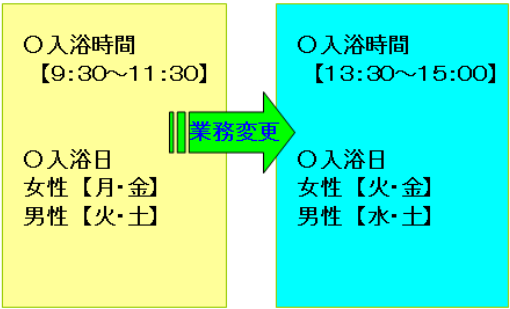 ○入浴時間
【9:30～11:30】
○入浴日
女性【月・金】
男性【火・土】
業務変更
○入浴時間
【13:30～15:00】
○入浴日
女性【火・金】
男性【水・土】